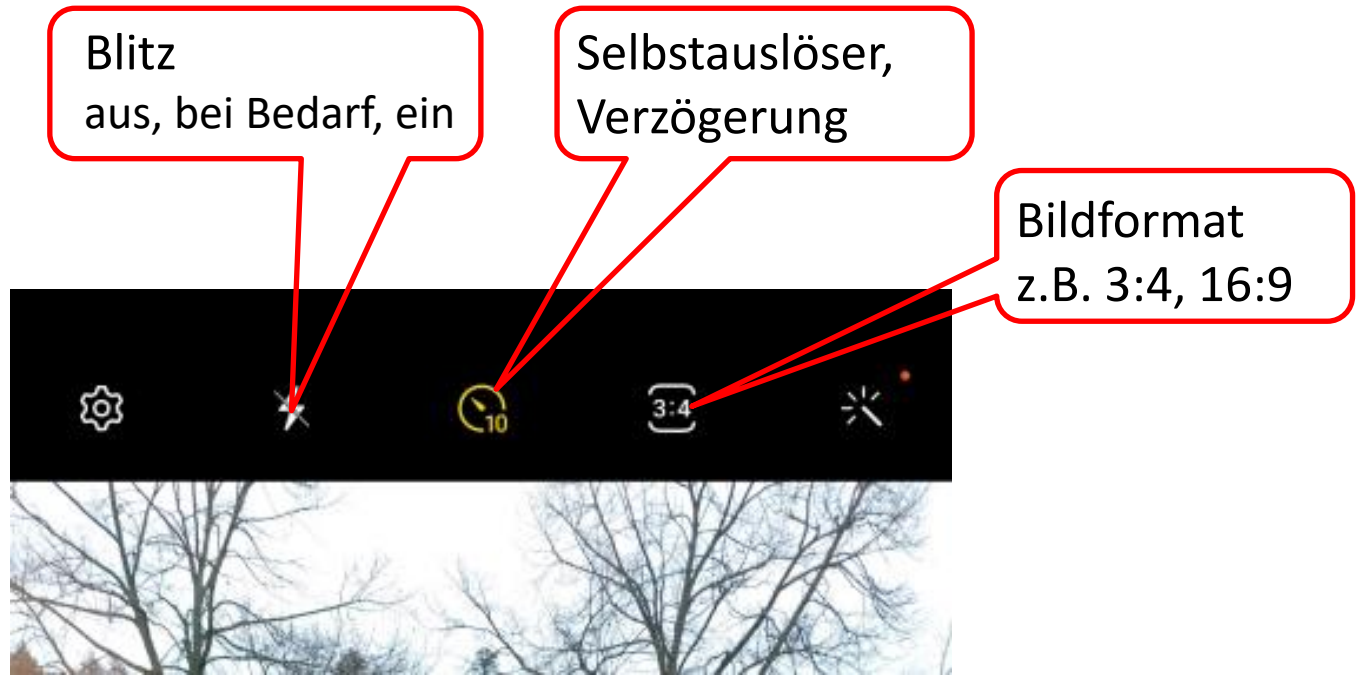 Blitz
aus, bei Bedarf, ein
Selbstauslöser,
Verzögerung
Bildformat
z.B. 3:4, 16:9
10
3:4